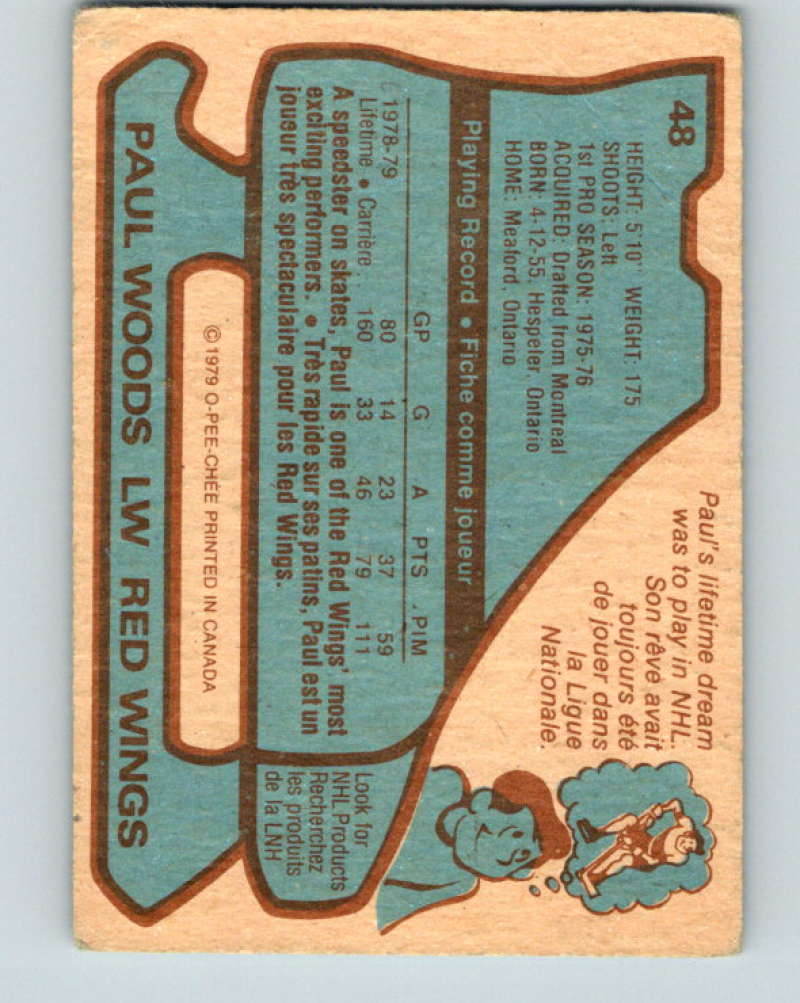 48
HEIGHT: 5'10" WEIGHT: 175
SHOOTS: Left
1st PRO SEASON: 1975-76
ACQUIRED: Drafted from Montreal
BORN: 4-12-55, Hespeler, Ontario
HOME: Meaford, Ontario
Paul's lifetime dream
was to play in NHL.
Son rêve avait
toujours été
de jouer dans
la Ligue
Nationale.
Playing Record • Fiche comme joueur
GP G A PTS. PIM
1978-79 80 14 23 37 59
Lifetime • Carrière . . 160 33 46 79 111
A speedster on skates, Paul is one of the Red Wings' most
exciting performers. • Très rapide sur ses patins, Paul est un
joueur très spectaculaire pour les Red Wings.
Look for
NHL Products
Recherchez
les produits
de la LNH
© 1979 O-PEE-CHEE PRINTED IN CANADA
PAUL WOODS LW RED WINGS